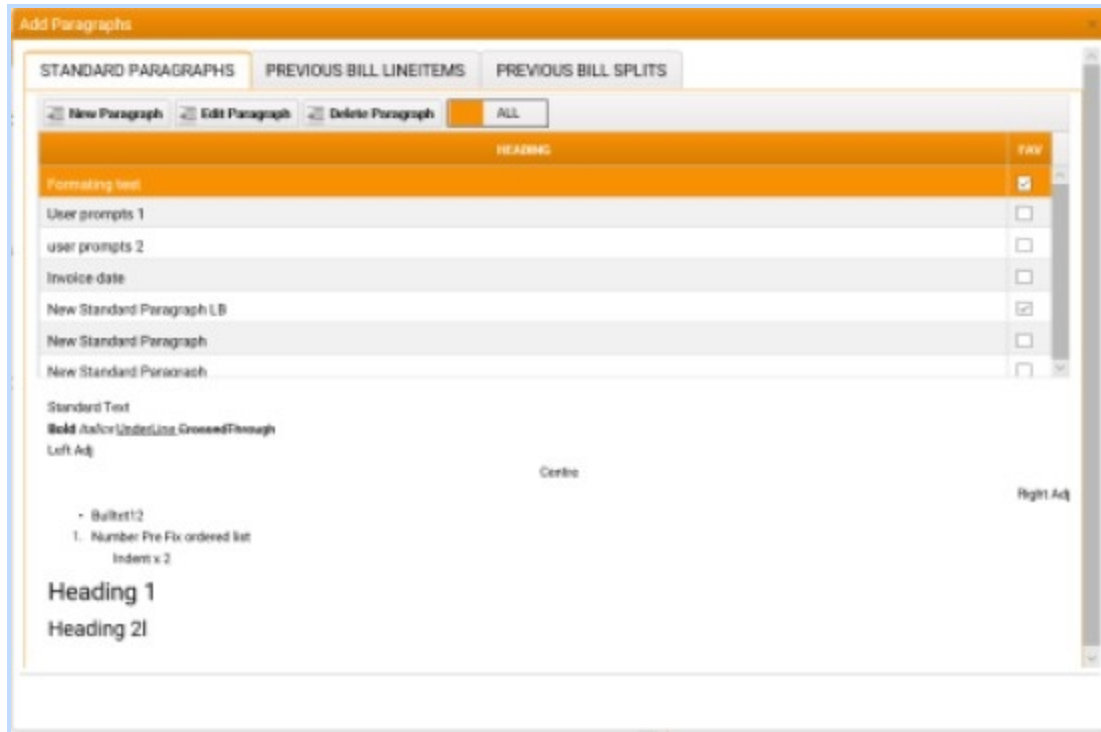 Add Paragraphs
STANDARD PARAGRAPHS PREVIOUS BILL LINEITEMS PREVIOUS BILL SPLITS
New Paragraph Edit Paragraph Delete Paragraph ALL
HEADING FAV
Formating test
User prompts 1
user prompts 2
Invoice date
New Standard Paragraph LB
New Standard Paragraph
New Standard Paragraph
Standard Text
Bold Italics UnderLine CrossedThrough
Left Adj
Centre
Right Adj
• Bulltet12
1. Number Pre Fix ordered list
Indent x 2
Heading 1
Heading 2l